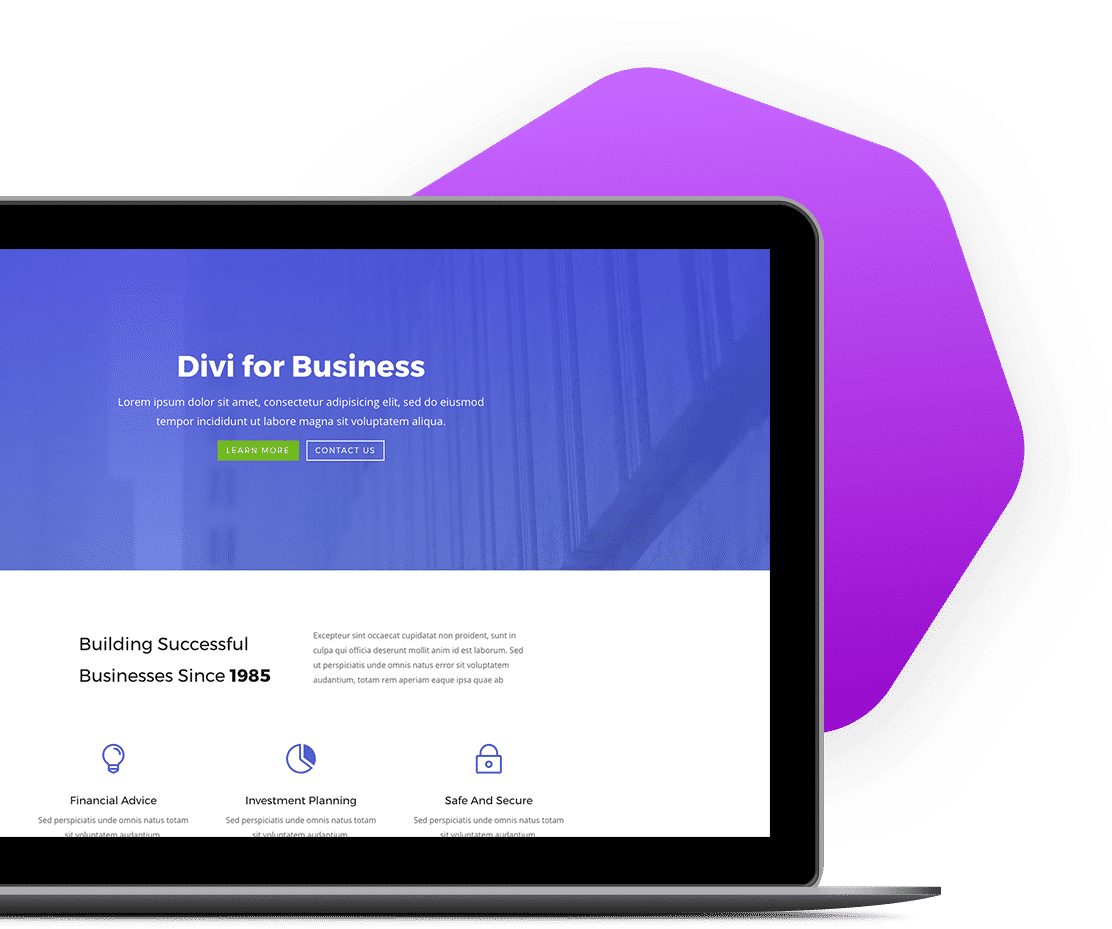 Divi for Business
Lorem ipsum dolor sit amet, consectetur adipisicing elit, sed do eiusmod
tempor incididunt ut labore magna sit voluptatem aliqua.
LEARN MORE CONTACT US
Building Successful
Businesses Since 1985
Excepteur sint occaecat cupidatat non proident, sunt in
culpa qui officia deserunt mollit anim id est laborum. Sed
ut perspiciatis unde omnis natus error sit voluptatem
audantium, totam rem aperiam eaque ipsa quae ab
Financial Advice
Sed perspiciatis unde omnis natus totam
sit voluptatem audantium
Investment Planning
Sed perspiciatis unde omnis natus totam
sit voluptatem audantium
Safe And Secure
Sed perspiciatis unde omnis natus totam
sit voluptatem audantium